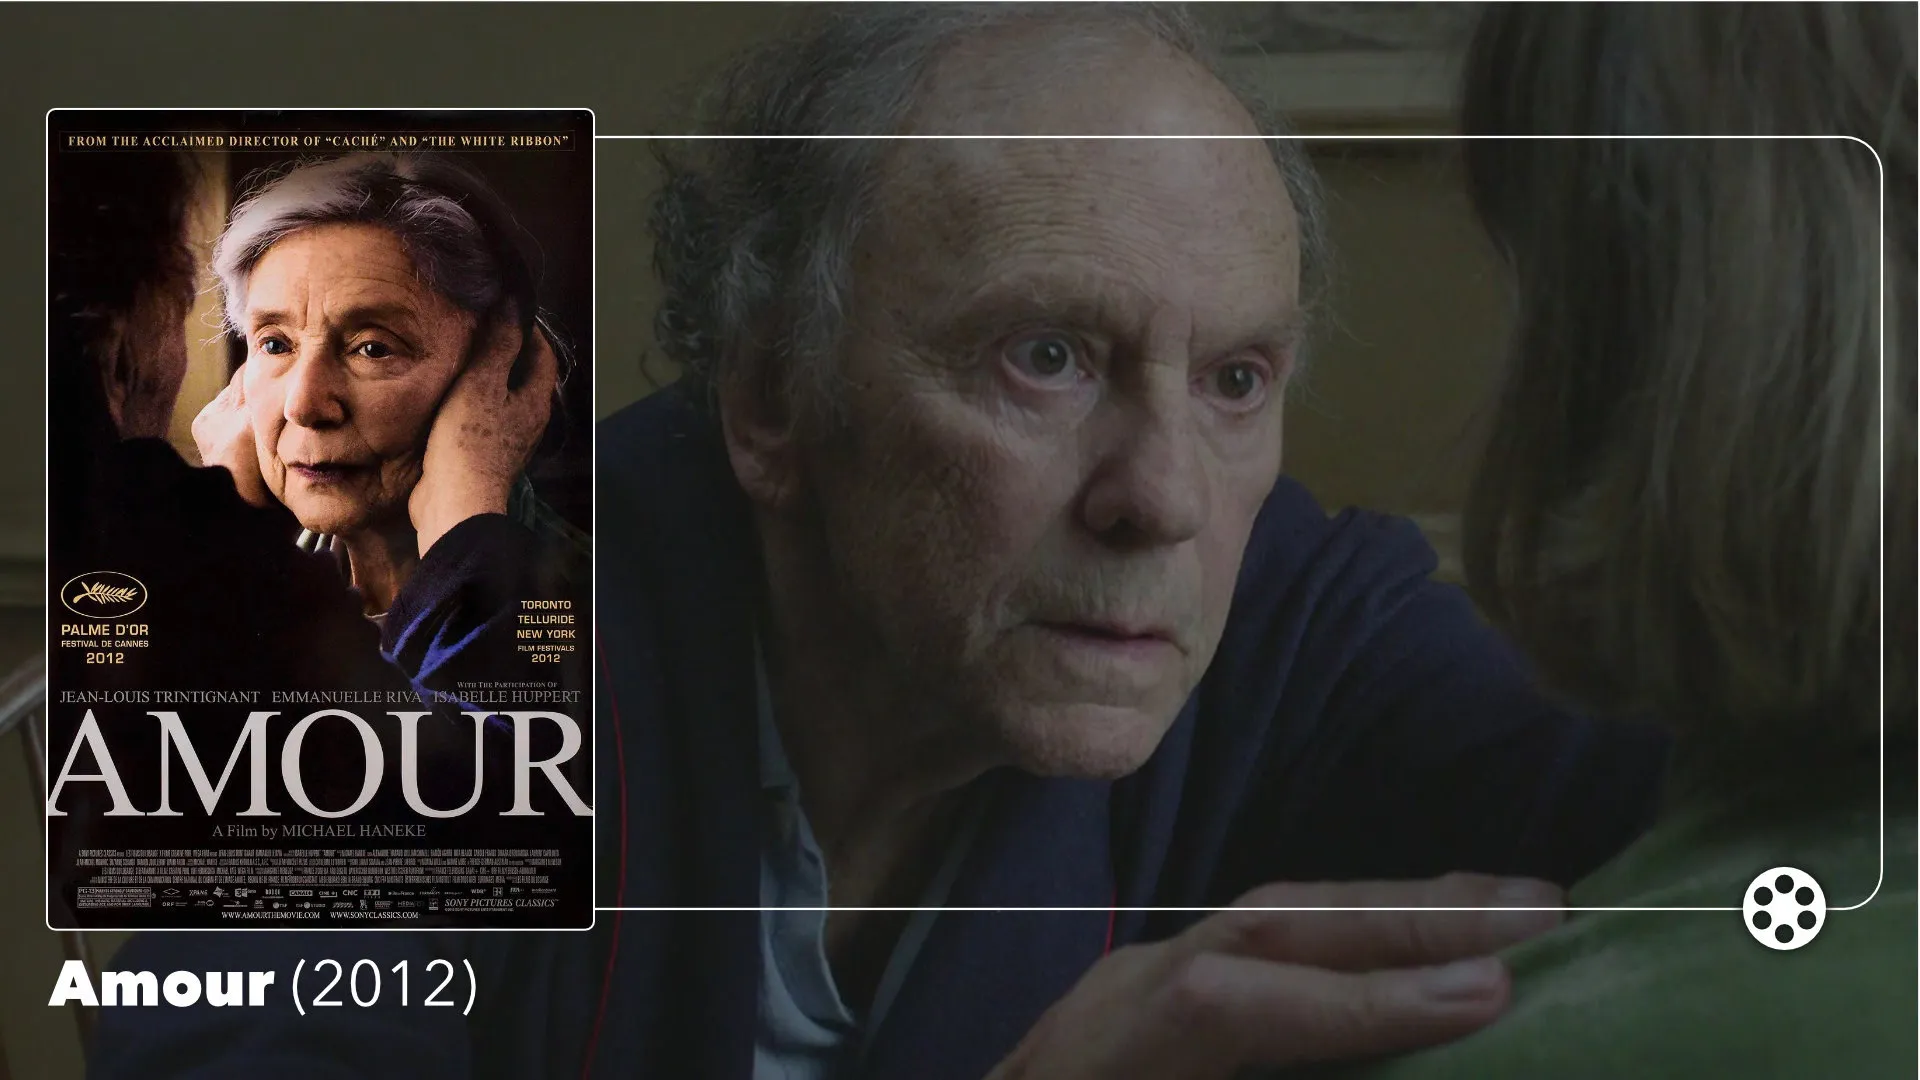 FROM THE ACCLAIMED DIRECTOR OF “CACHÉ” AND “THE WHITE RIBBON”
PALME D'OR
FESTIVAL DE CANNES
2012
TORONTO
TELLURIDE
NEW YORK
FILM FESTIVALS
2012
WITH THE PARTICIPATION OF
JEAN-LOUIS TRINTIGNANT EMMANUELLE RIVA ISABELLE HUPPERT
AMOUR
A Film by MICHAEL HANEKE
SONY PICTURES CLASSICS
WWW.AMOURTHEMOVIE.COM WWW.SONYCLASSICS.COM
Amour (2012)